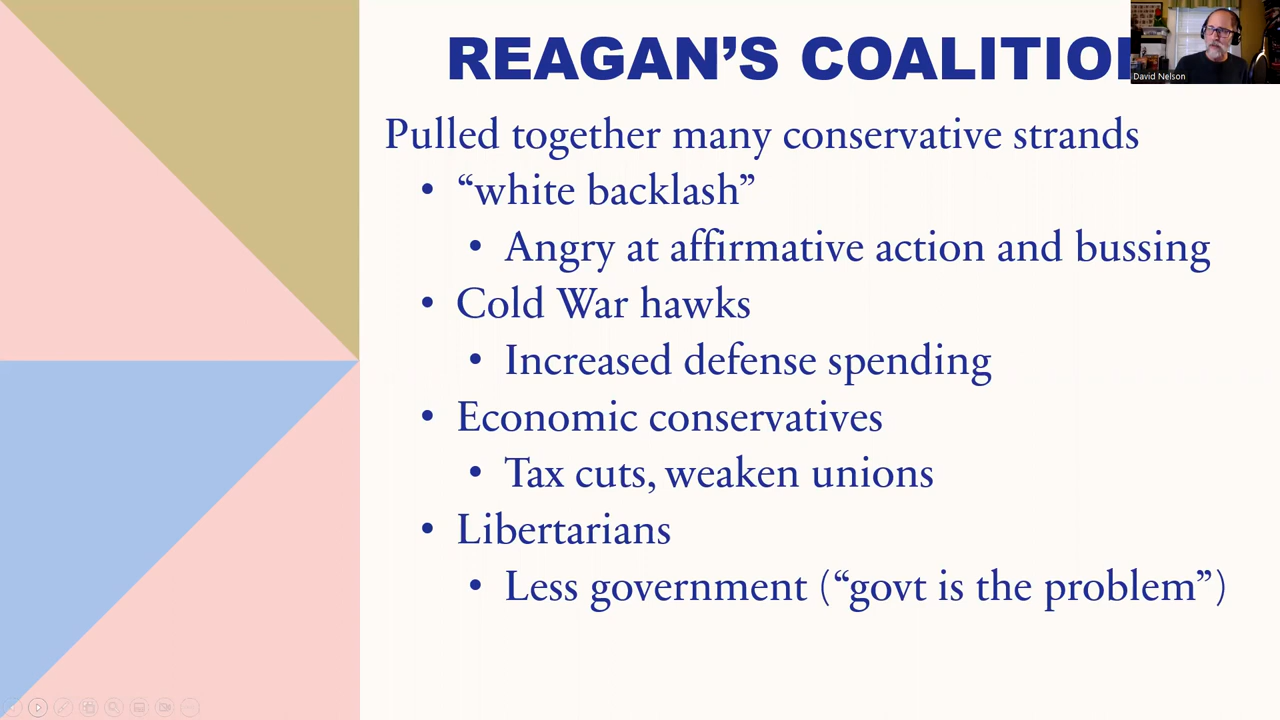 REAGAN’S COALITIO
David Nelson
Pulled together many conservative strands
• “white backlash”
• Angry at affirmative action and bussing
• Cold War hawks
• Increased defense spending
• Economic conservatives
• Tax cuts, weaken unions
• Libertarians
• Less government (“govt is the problem”)